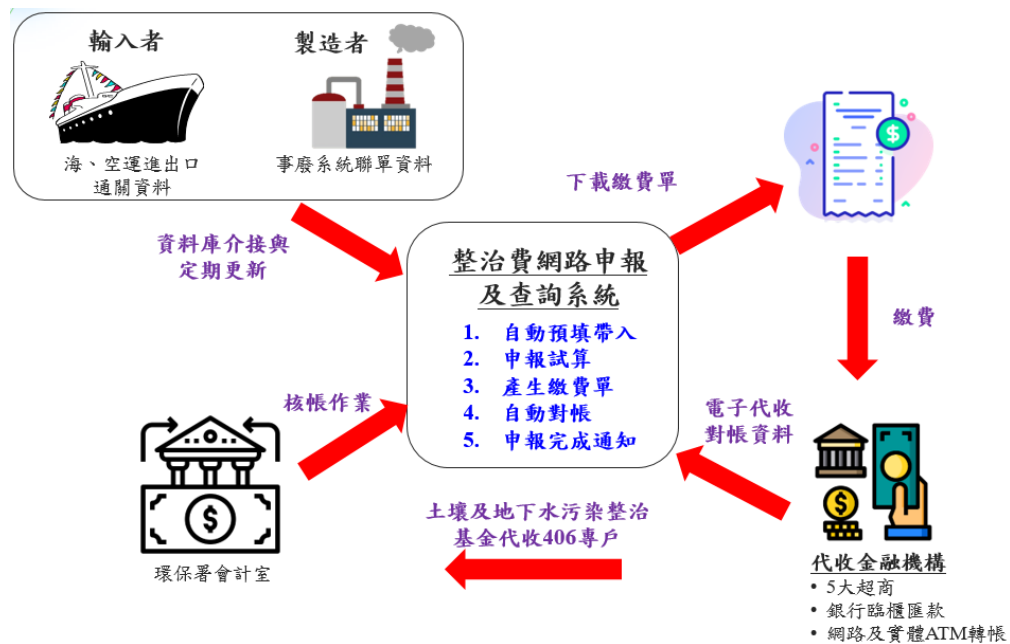 輸入者
製造者
海、空運進出口
通關資料
事廢系統聯單資料
下載繳費單
資料庫介接與
定期更新
整治費網路申報
及查詢系統
1. 自動預填帶入
2. 申報試算
3. 產生繳費單
4. 自動對帳
5. 申報完成通知
繳費
核帳作業
電子代收
對帳資料
土壤及地下水污染整治
基金代收406專戶
環保署會計室
代收金融機構
• 5大超商
• 銀行臨櫃匯款
• 網路及實體ATM轉帳